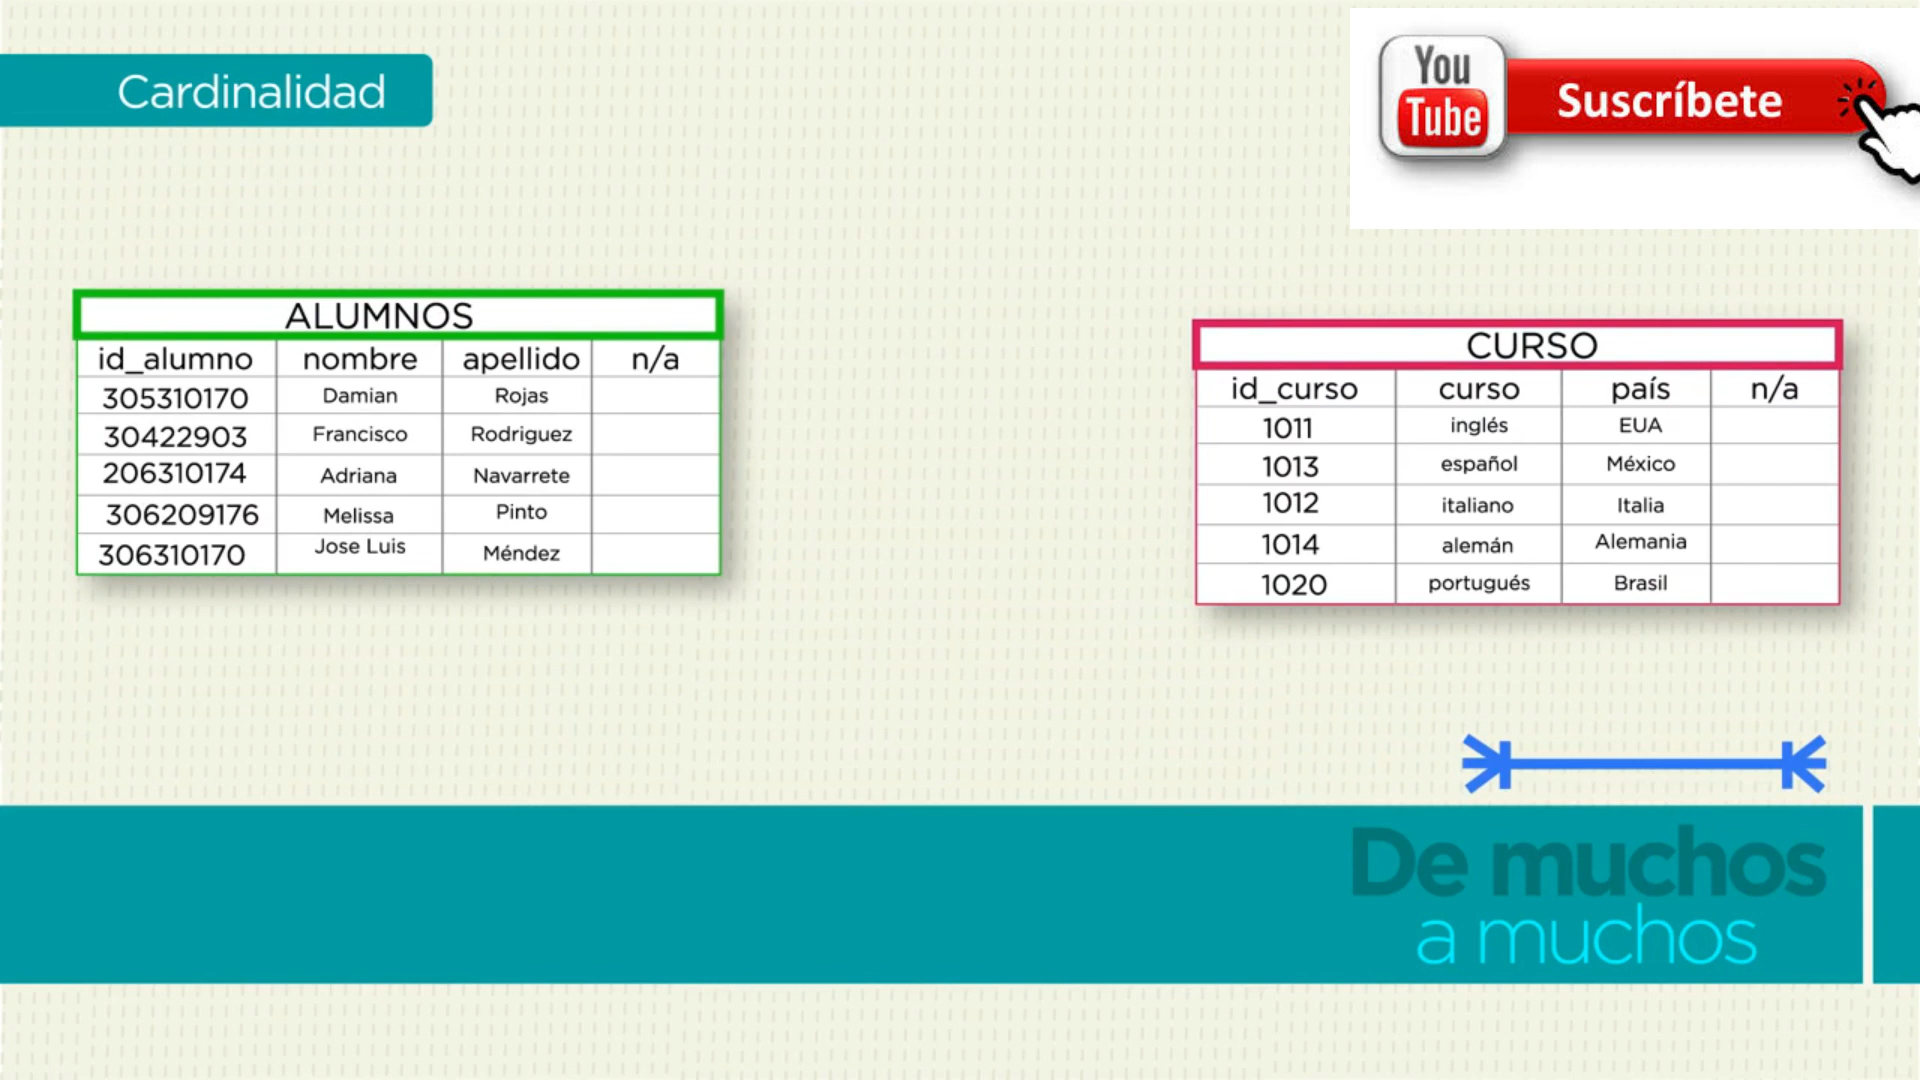 Cardinalidad
You
Tube
Suscríbete
ALUMNOS
id_alumno nombre apellido n/a
305310170 Damian Rojas
30422903 Francisco Rodriguez
206310174 Adriana Navarrete
306209176 Melissa Pinto
306310170 Jose Luis Méndez
CURSO
id_curso curso país n/a
1011 inglés EUA
1013 español México
1012 italiano Italia
1014 alemán Alemania
1020 portugués Brasil
De muchos
a muchos